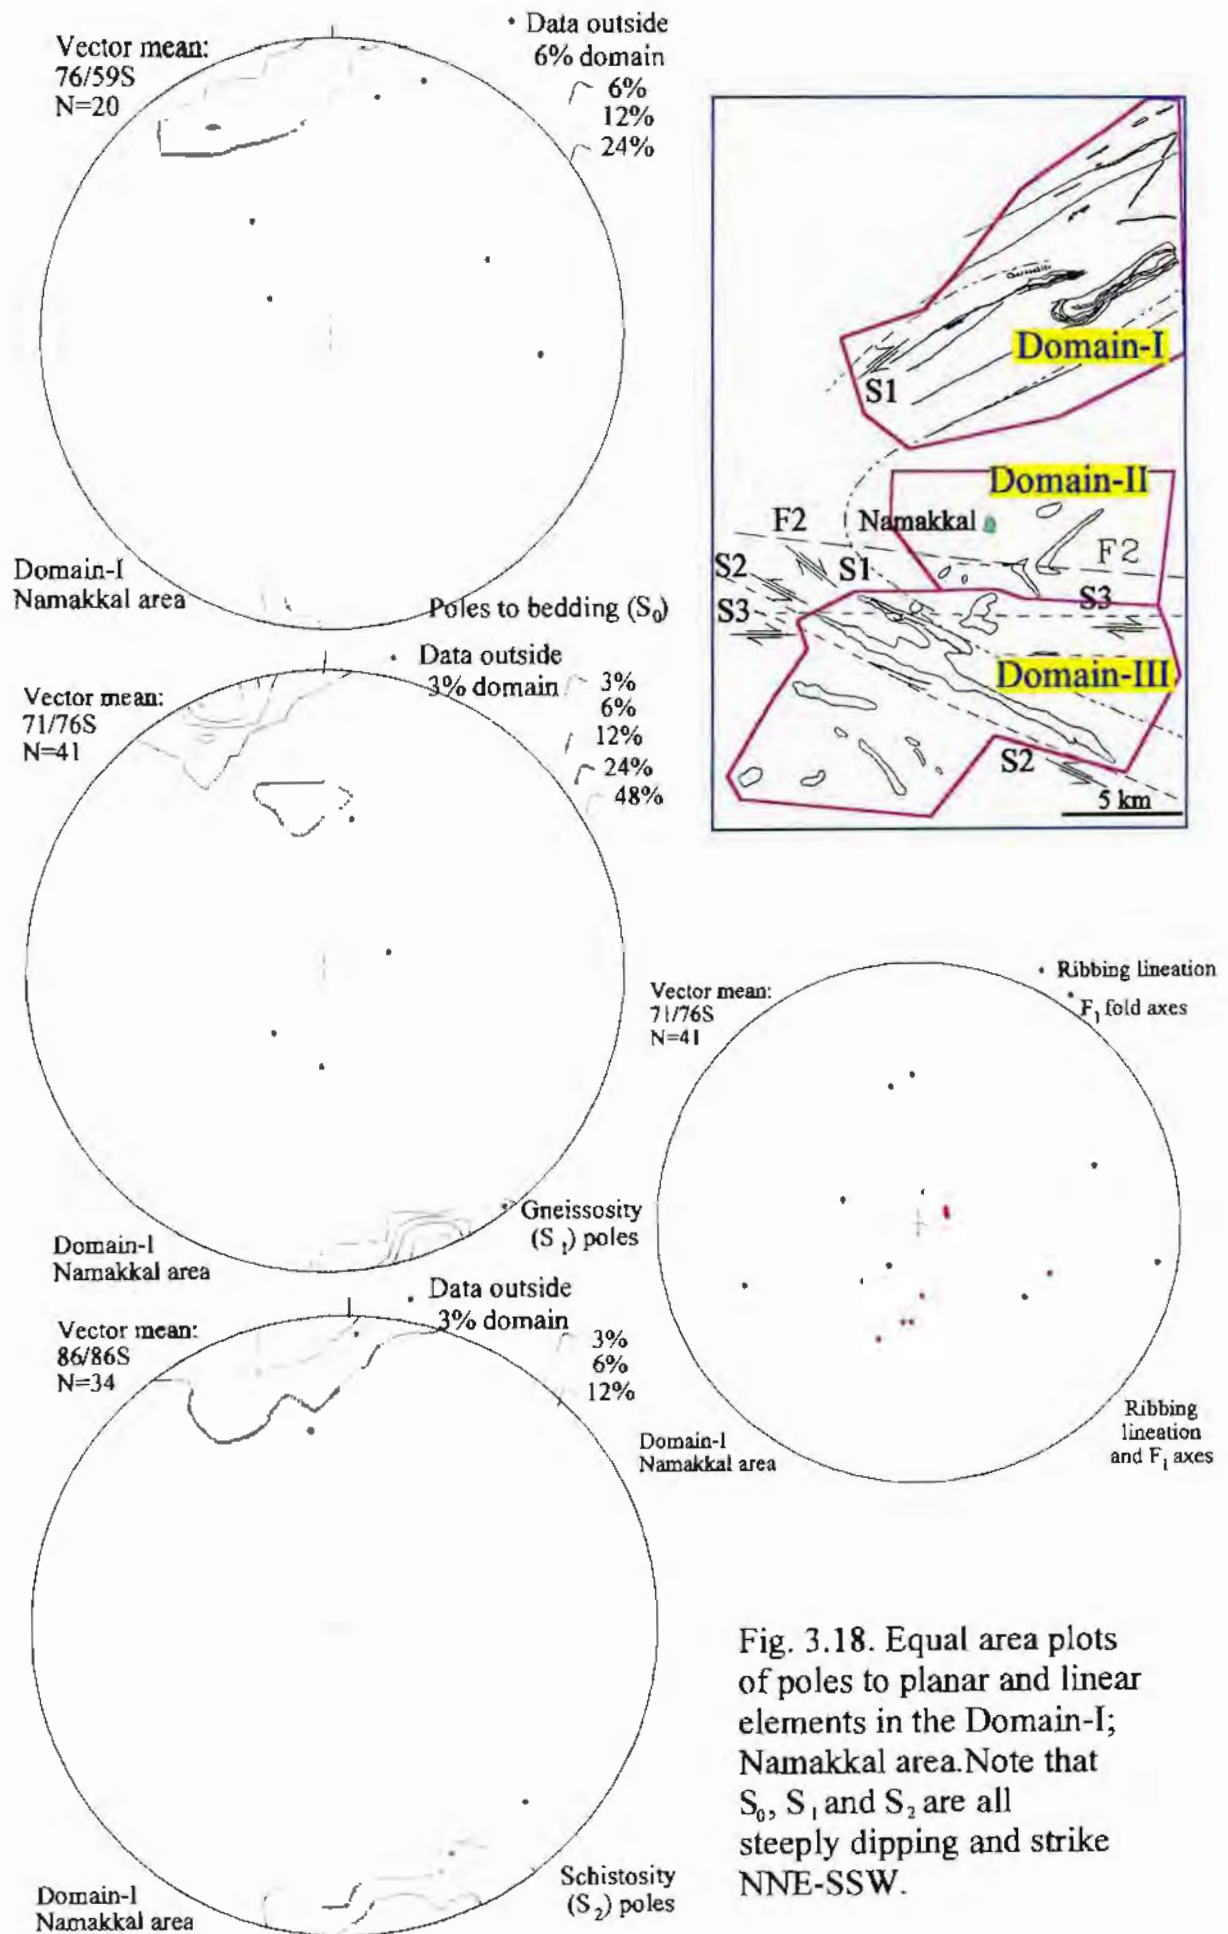 Vector mean:
76/59S
N=20
Data outside
6% domain
6%
12%
24%
Domain-I
Namakkal area
Poles to bedding (S₀)
Domain-I
S1
Domain-II
Namakkal
F2
F2
S2
S1
S3
S3
Domain-III
S2
5 km
Vector mean:
71/76S
N=41
Data outside
3% domain
3%
6%
12%
24%
48%
Domain-I
Namakkal area
Gneissosity
(S₁) poles
Vector mean:
71/76S
N=41
Ribbing lineation
F₁ fold axes
Domain-I
Namakkal area
Ribbing
lineation
and F₁ axes
Vector mean:
86/86S
N=34
Data outside
3% domain
3%
6%
12%
Domain-I
Namakkal area
Schistosity
(S₂) poles
Fig. 3.18. Equal area plots
of poles to planar and linear
elements in the Domain-I;
Namakkal area.Note that
S₀, S₁ and S₂ are all
steeply dipping and strike
NNE-SSW.